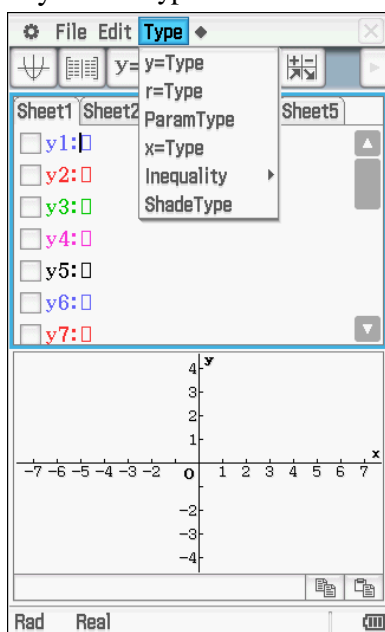 File Edit Type
y= y=Type
r=Type
ParamType
x=Type
Inequality
ShadeType
Sheet1 Sheet2 Sheet5
y1:
y2:
y3:
y4:
y5:
y6:
y7:
y
4
3
2
1
x
-7 -6 -5 -4 -3 -2 0 1 2 3 4 5 6 7
-2
-3
-4
Rad Real